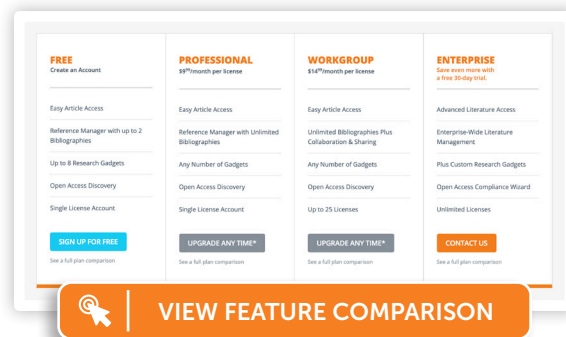 FREE
Create an Account
Easy Article Access
Reference Manager with up to 2
Bibliographies
Up to 8 Research Gadgets
Open Access Discovery
Single License Account
SIGN UP FOR FREE
See a full plan comparison
PROFESSIONAL
$9⁹⁹/month per license
Easy Article Access
Reference Manager with Unlimited
Bibliographies
Any Number of Gadgets
Open Access Discovery
Single License Account
UPGRADE ANY TIME*
See a full plan comparison
WORKGROUP
$14⁹⁹/month per license
Easy Article Access
Unlimited Bibliographies Plus
Collaboration & Sharing
Any Number of Gadgets
Open Access Discovery
Up to 25 Licenses
UPGRADE ANY TIME*
See a full plan comparison
ENTERPRISE
Save even more with
a free 30-day trial.
Advanced Literature Access
Enterprise-Wide Literature
Management
Plus Custom Research Gadgets
Open Access Compliance Wizard
Unlimited Licenses
CONTACT US
See a full plan comparison
VIEW FEATURE COMPARISON